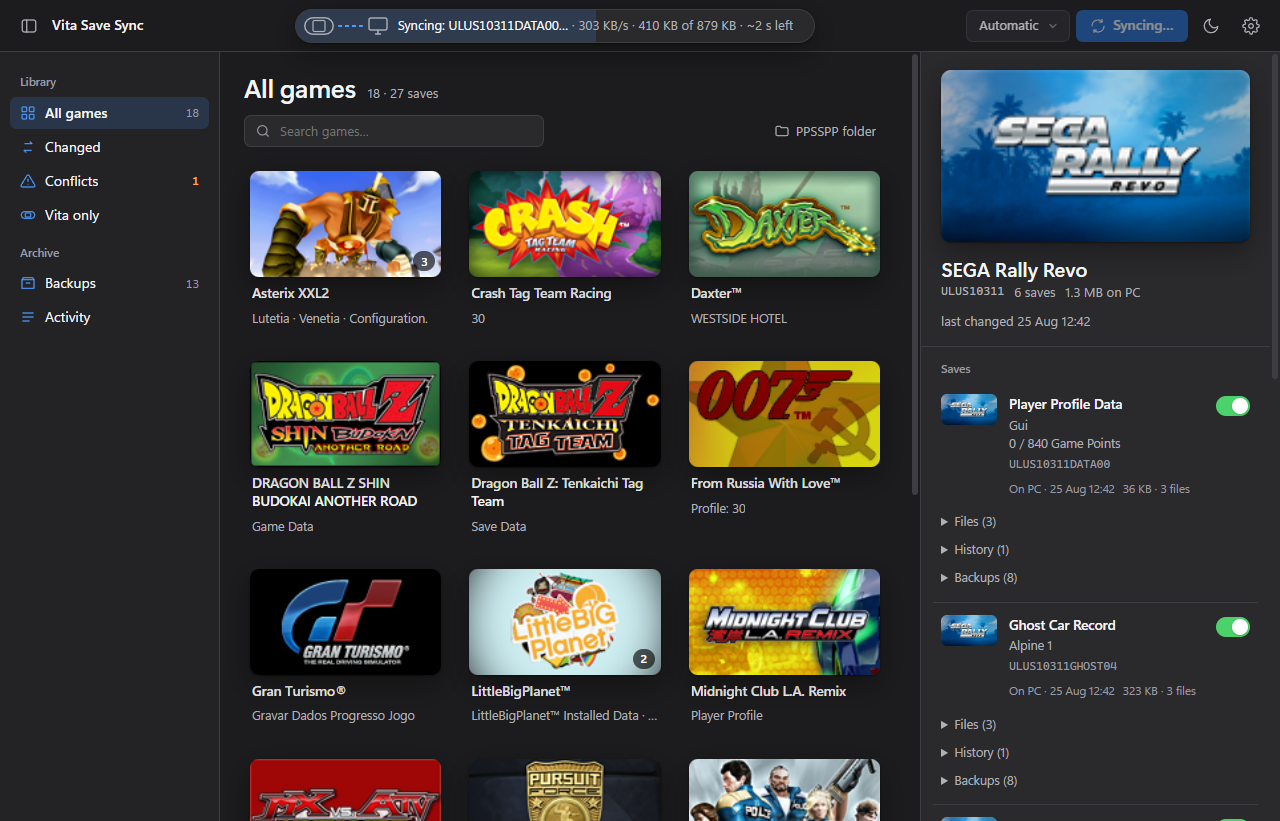 Vita Save Sync
Syncing: ULUS10311DATA00... · 303 KB/s · 410 KB of 879 KB · ~2 s left
Automatic
Syncing...
Library
All games 18
Changed
Conflicts 1
Vita only
Archive
Backups 13
Activity
All games 18 · 27 saves
Search games...
PPSSPP folder
3
Asterix XXL2
Lutetia · Venetia · Configuration.
CRASH™
TAG TEAM
RACING
Crash Tag Team Racing
30
DAXTER™
Daxter™
WESTSIDE HOTEL
DRAGON BALL Z
SHIN BUDOKAI
ANOTHER ROAD
DRAGON BALL Z SHIN
BUDOKAI ANOTHER ROAD
Game Data
DRAGON BALL Z
TENKAICHI
TAG TEAM
Dragon Ball Z: Tenkaichi Tag
Team
Save Data
007™
From Russia With Love™
Profile: 30
GRAN TURISMO®
THE REAL DRIVING SIMULATOR
Gran Turismo®
Gravar Dados Progresso Jogo
LittleBIG
Planet™
2
LittleBigPlanet™
LittleBigPlanet™ Installed Data · ...
MIDNIGHT CLUB
L.A. REMIX
Midnight Club L.A. Remix
Player Profile
MX VS. ATV
PURSUIT
FORCE
POLICE
SEGA
RALLY
REVO
SEGA Rally Revo
ULUS10311 6 saves 1.3 MB on PC
last changed 25 Aug 12:42
Saves
Player Profile Data
Gui
0 / 840 Game Points
ULUS10311DATA00
On PC · 25 Aug 12:42 36 KB · 3 files
Files (3)
History (1)
Backups (8)
Ghost Car Record
Alpine 1
ULUS10311GHOST04
On PC · 25 Aug 12:42 323 KB · 3 files
Files (3)
History (1)
Backups (8)